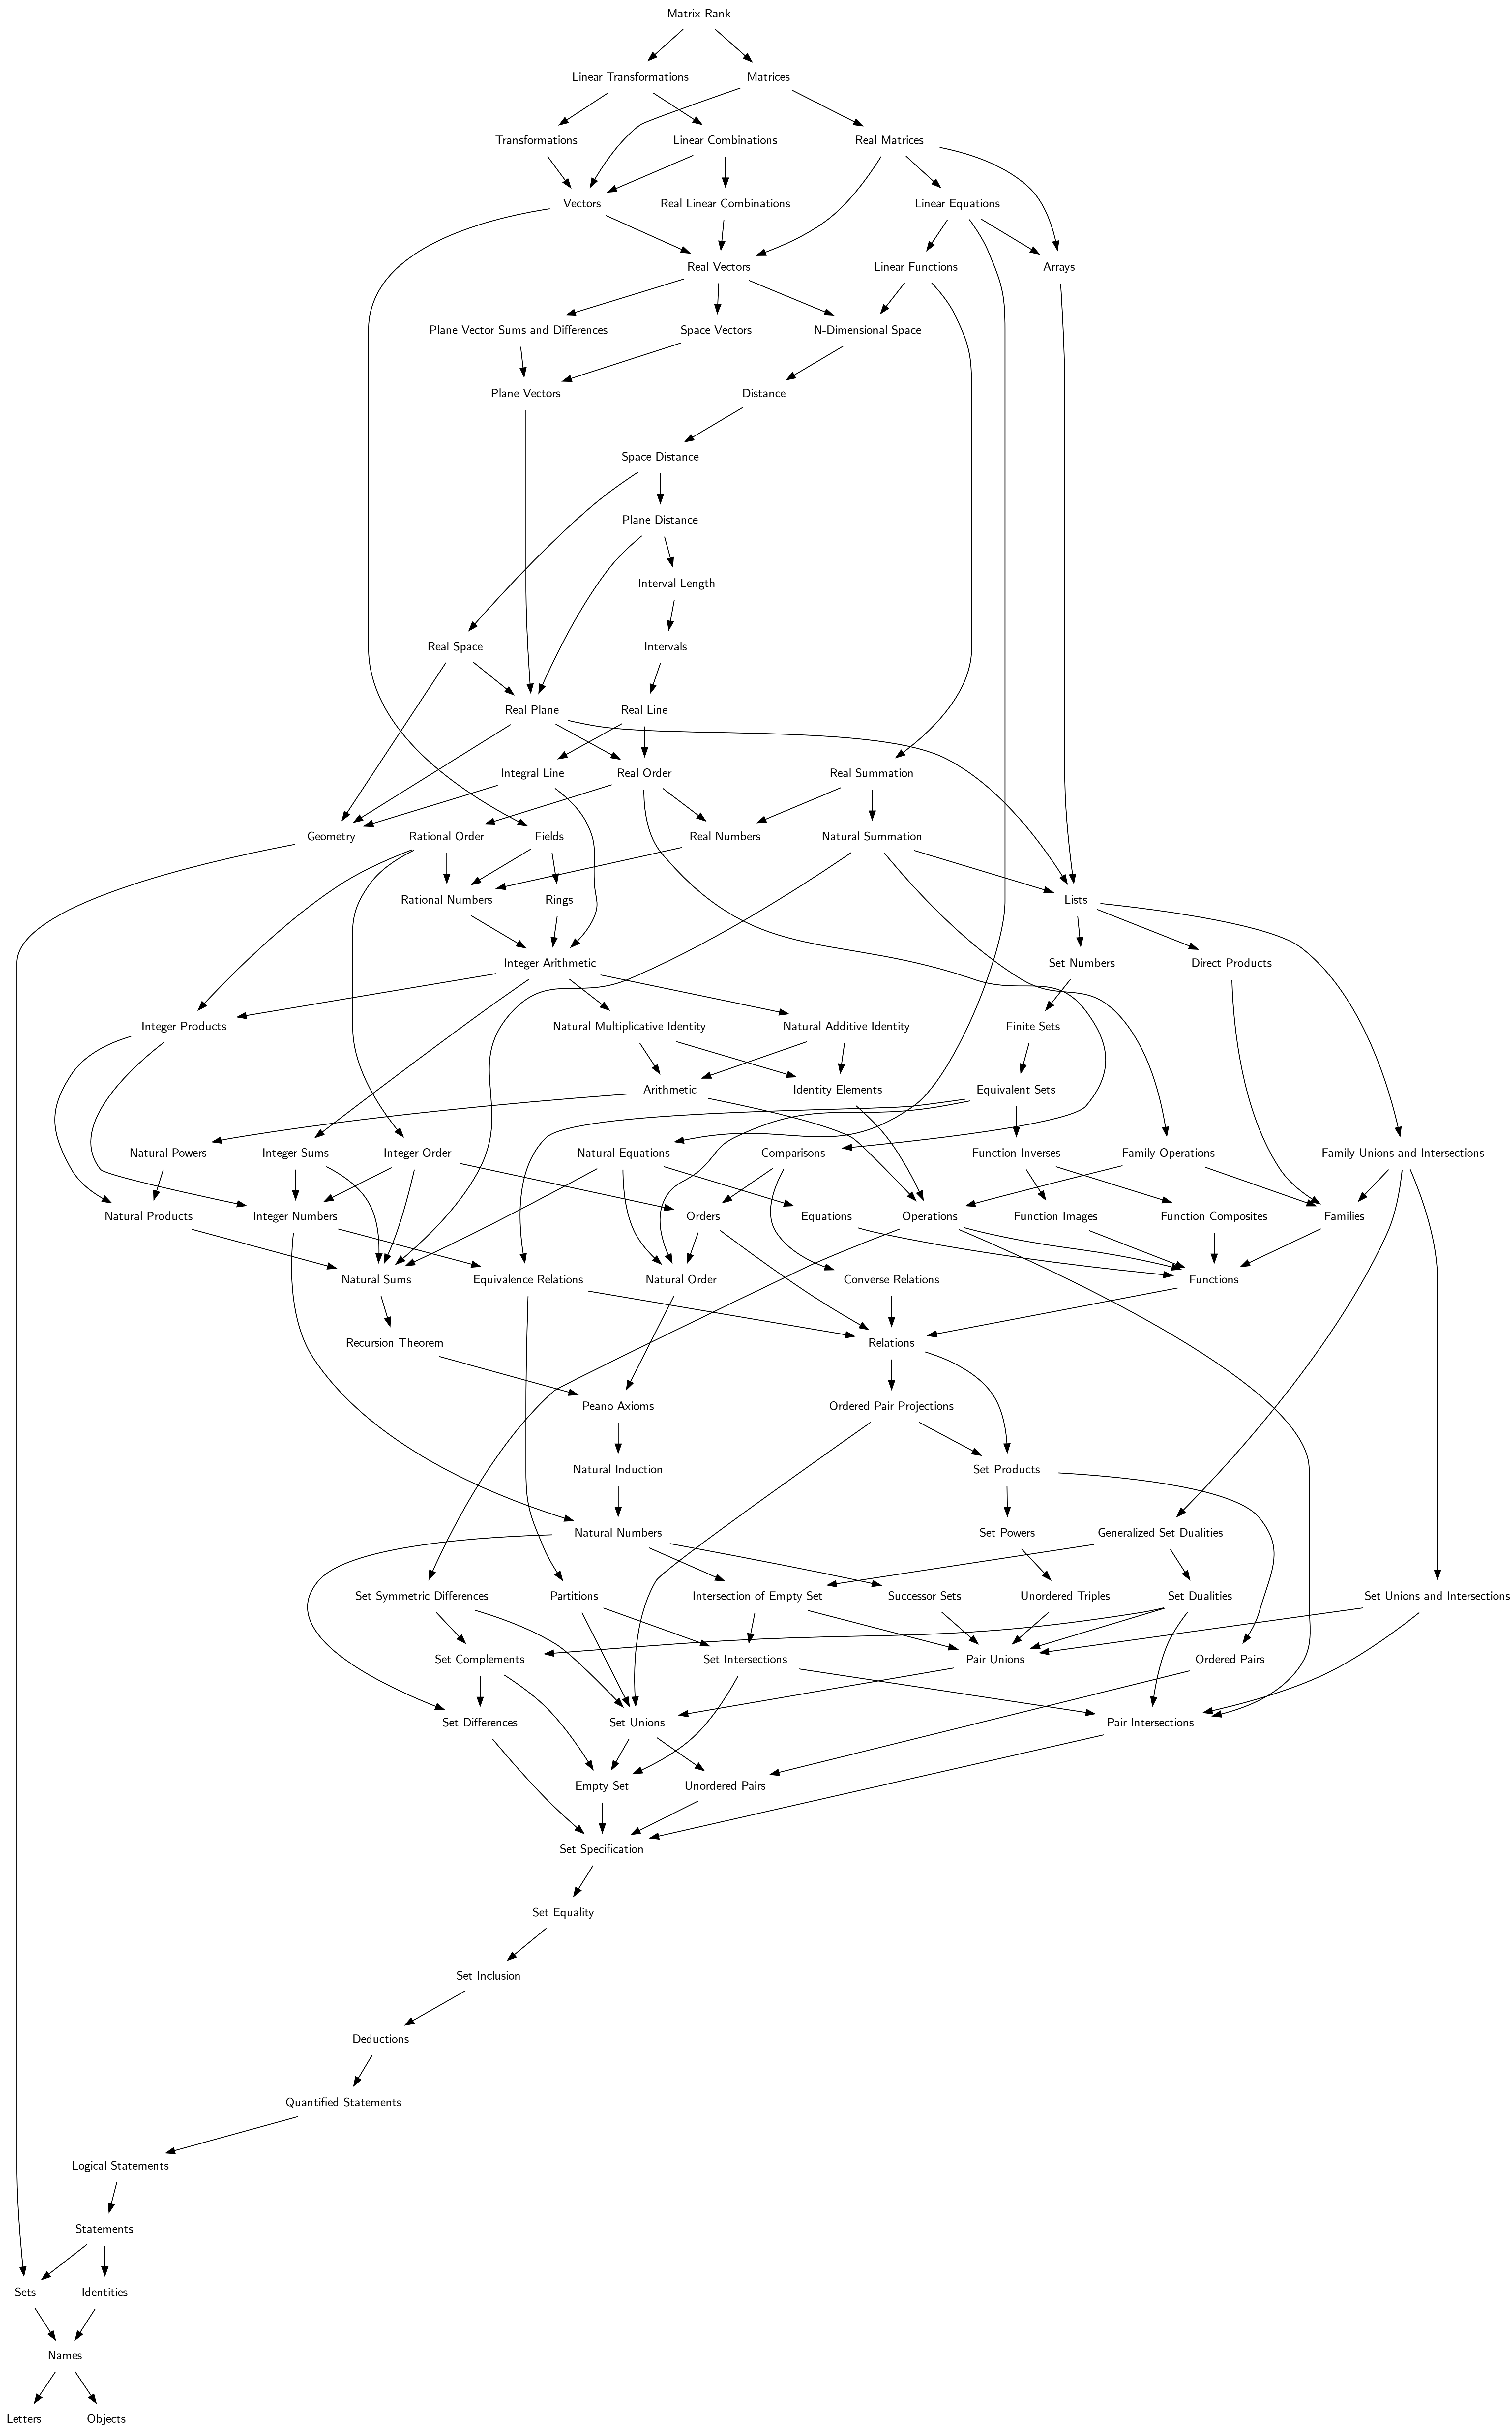 Matrix Rank
Linear Transformations
Matrices
Transformations
Linear Combinations
Real Matrices
Vectors
Real Linear Combinations
Linear Equations
Real Vectors
Linear Functions
Arrays
Plane Vector Sums and Differences
Space Vectors
N-Dimensional Space
Plane Vectors
Distance
Space Distance
Plane Distance
Interval Length
Real Space
Intervals
Real Plane
Real Line
Integral Line
Real Order
Real Summation
Geometry
Rational Order
Fields
Real Numbers
Natural Summation
Rational Numbers
Rings
Lists
Integer Arithmetic
Set Numbers
Direct Products
Integer Products
Natural Multiplicative Identity
Natural Additive Identity
Finite Sets
Arithmetic
Identity Elements
Equivalent Sets
Natural Powers
Integer Sums
Integer Order
Natural Equations
Comparisons
Function Inverses
Family Operations
Family Unions and Intersections
Natural Products
Integer Numbers
Orders
Equations
Operations
Function Images
Function Composites
Families
Natural Sums
Equivalence Relations
Natural Order
Converse Relations
Functions
Recursion Theorem
Relations
Peano Axioms
Ordered Pair Projections
Natural Induction
Set Products
Natural Numbers
Set Powers
Generalized Set Dualities
Set Symmetric Differences
Partitions
Intersection of Empty Set
Successor Sets
Unordered Triples
Set Dualities
Set Unions and Intersections
Set Complements
Set Intersections
Pair Unions
Ordered Pairs
Set Differences
Set Unions
Pair Intersections
Empty Set
Unordered Pairs
Set Specification
Set Equality
Set Inclusion
Deductions
Quantified Statements
Logical Statements
Statements
Sets
Identities
Names
Letters
Objects